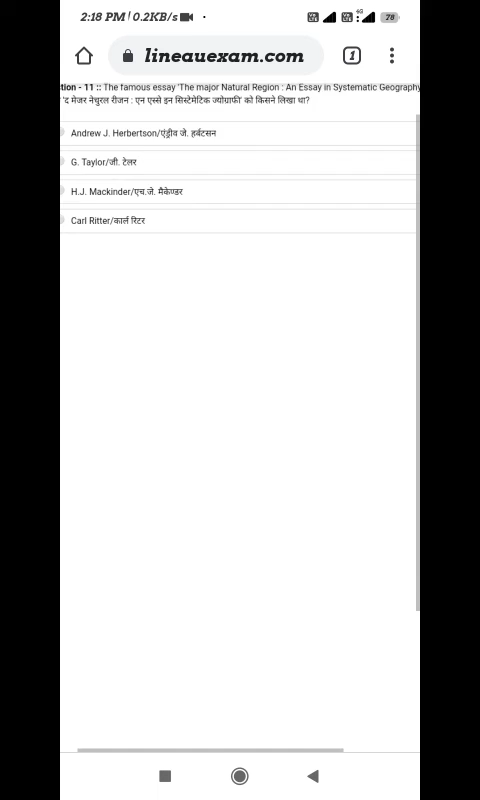 2:18 PM | 0.2KB/s
78
lineauexam.com
1
tion - 11 :: The famous essay 'The major Natural Region : An Essay in Systematic Geography
'द मेजर नेचुरल रीजन : एन एस्से इन सिस्टेमेटिक ज्योग्राफी' को किसने लिखा था?
Andrew J. Herbertson/एंड्रीव जे. हर्बटसन
G. Taylor/जी. टेलर
H.J. Mackinder/एच.जे. मैकेण्डर
Carl Ritter/कार्ल रिटर